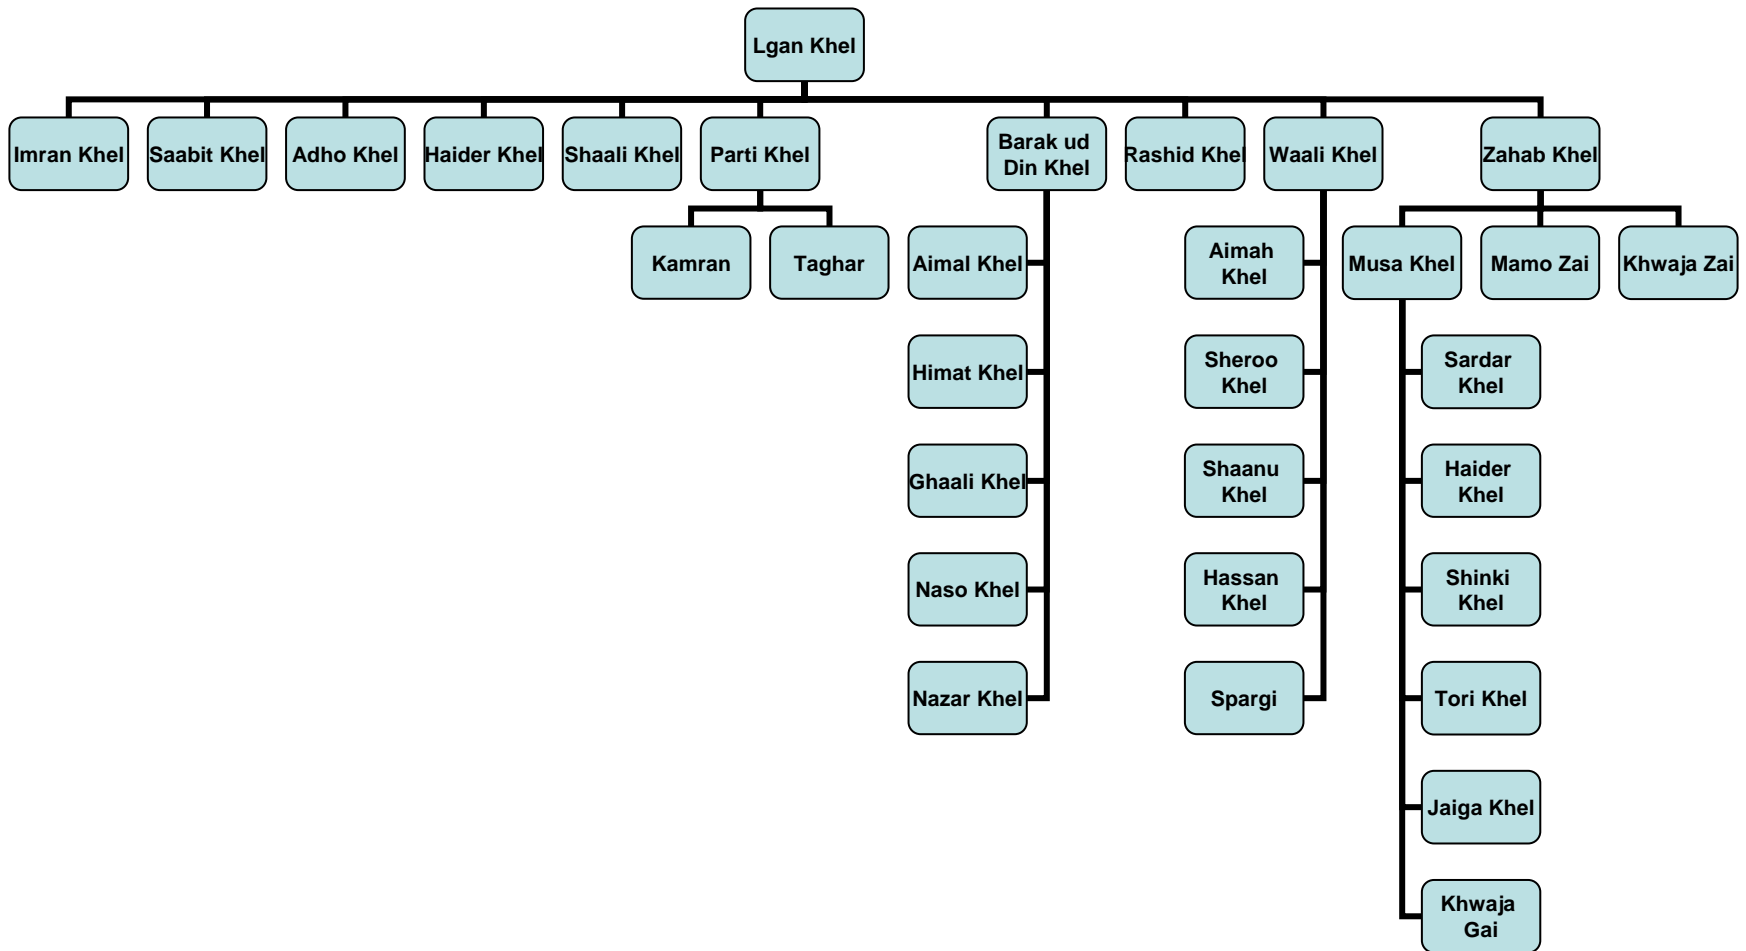 Lgan Khel
Imran Khel
Saabit Khel
Adho Khel
Haider Khel
Shaali Khel
Parti Khel
Barak ud
Din Khel
Rashid Khel
Waali Khel
Zahab Khel
Kamran
Taghar
Aimal Khel
Aimah
Khel
Musa Khel
Mamo Zai
Khwaja Zai
Himat Khel
Sheroo
Khel
Sardar
Khel
Ghaali Khel
Shaanu
Khel
Haider
Khel
Naso Khel
Hassan
Khel
Shinki
Khel
Nazar Khel
Spargi
Tori Khel
Jaiga Khel
Khwaja
Gai